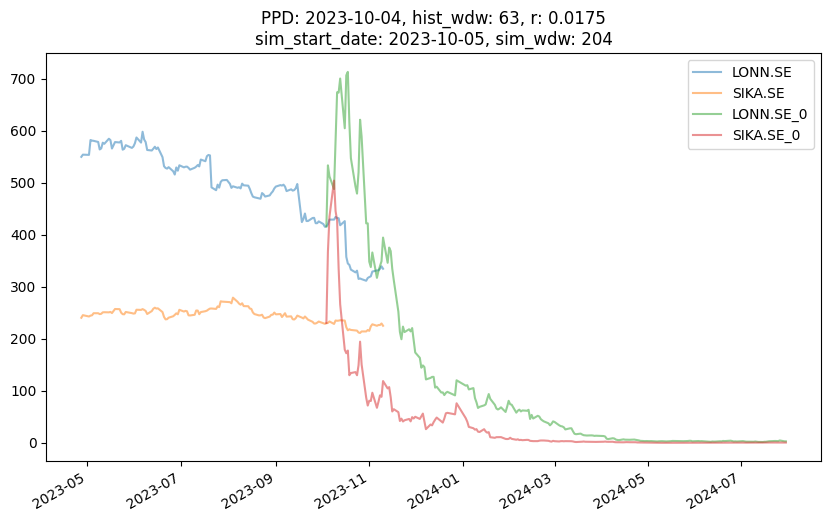 PPD: 2023-10-04, hist_wdw: 63, r: 0.0175
sim_start_date: 2023-10-05, sim_wdw: 204
LONN.SE
SIKA.SE
LONN.SE_0
SIKA.SE_0
700
600
500
400
300
200
100
0
2023-05
2023-07
2023-09
2023-11
2024-01
2024-03
2024-05
2024-07